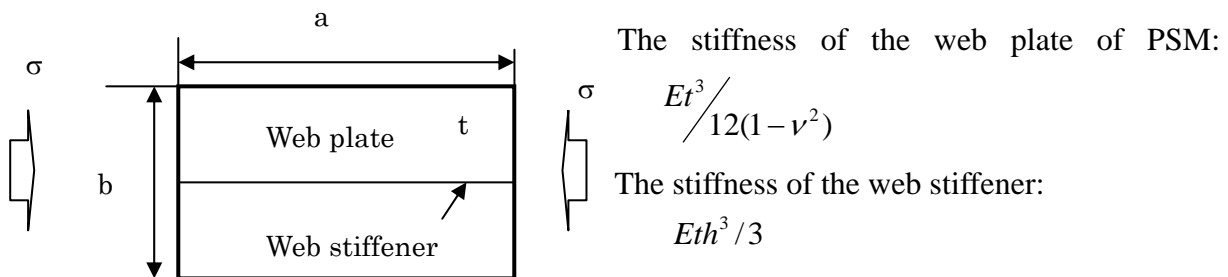 a
σ
σ
Web plate
t
b
Web stiffener
The stiffness of the web plate of PSM:
Et³/12(1−ν²)
The stiffness of the web stiffener:
Eth³/3